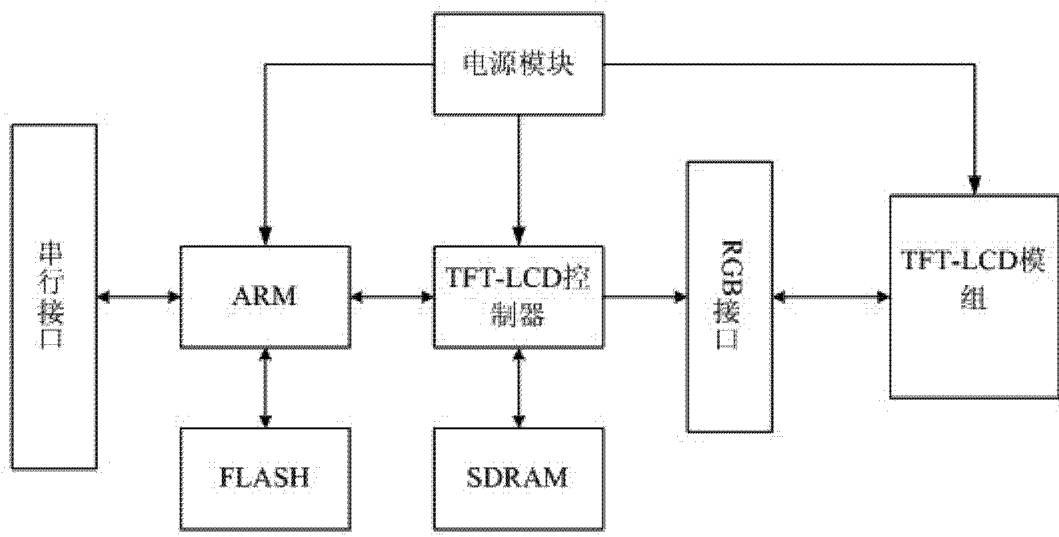 电源模块
串行接口
ARM
TFT-LCD控
制器
RGB接口
TFT-LCD模
组
FLASH
SDRAM